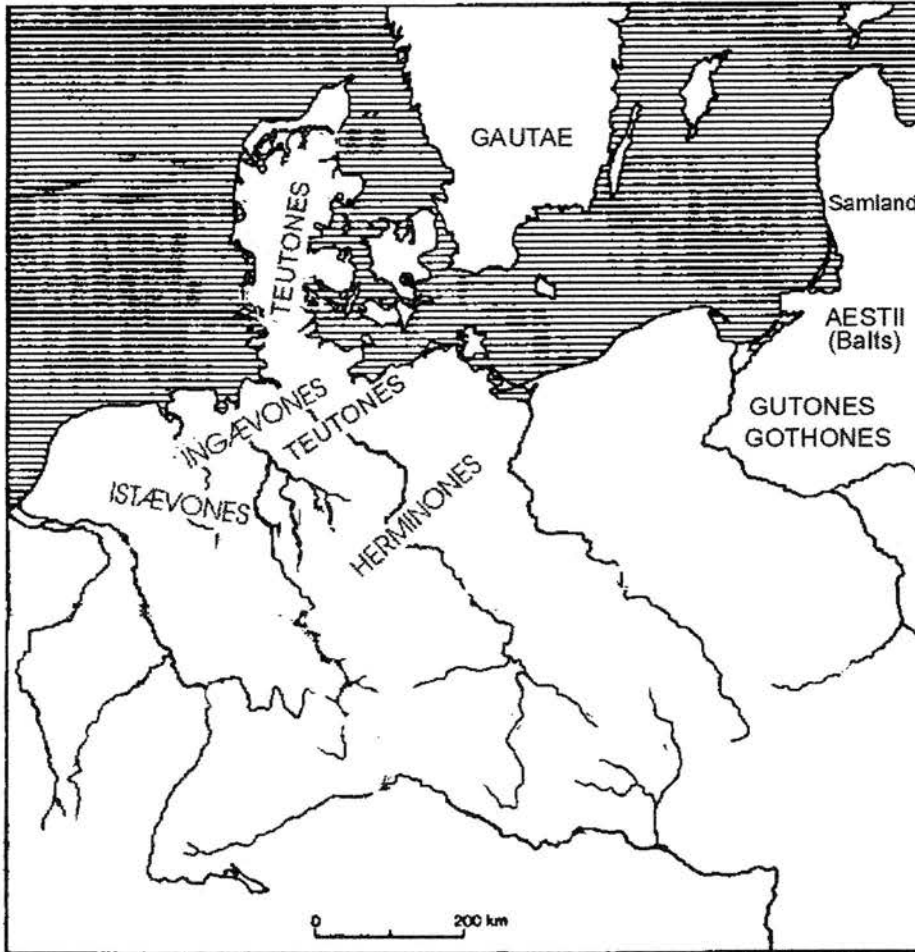 GAUTAE
Samland
TEUTONES
AESTII
(Balts)
INGÆVONES
TEUTONES
GUTONES
GOTHONES
ISTÆVONES
HERMINONES
0 200 km